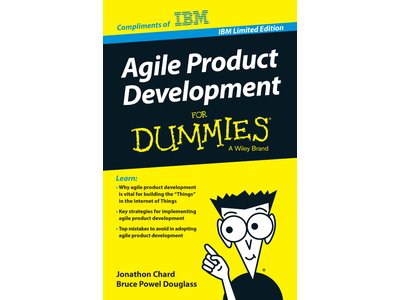 Compliments of IBM
IBM Limited Edition
Agile Product
Development
FOR
DUMMIES®
A Wiley Brand
Learn:
• Why agile product development
is vital for building the “Things”
in the Internet of Things
• Key strategies for implementing
agile product development
• Top mistakes to avoid in adopting
agile product development
Jonathon Chard
Bruce Powel Douglass